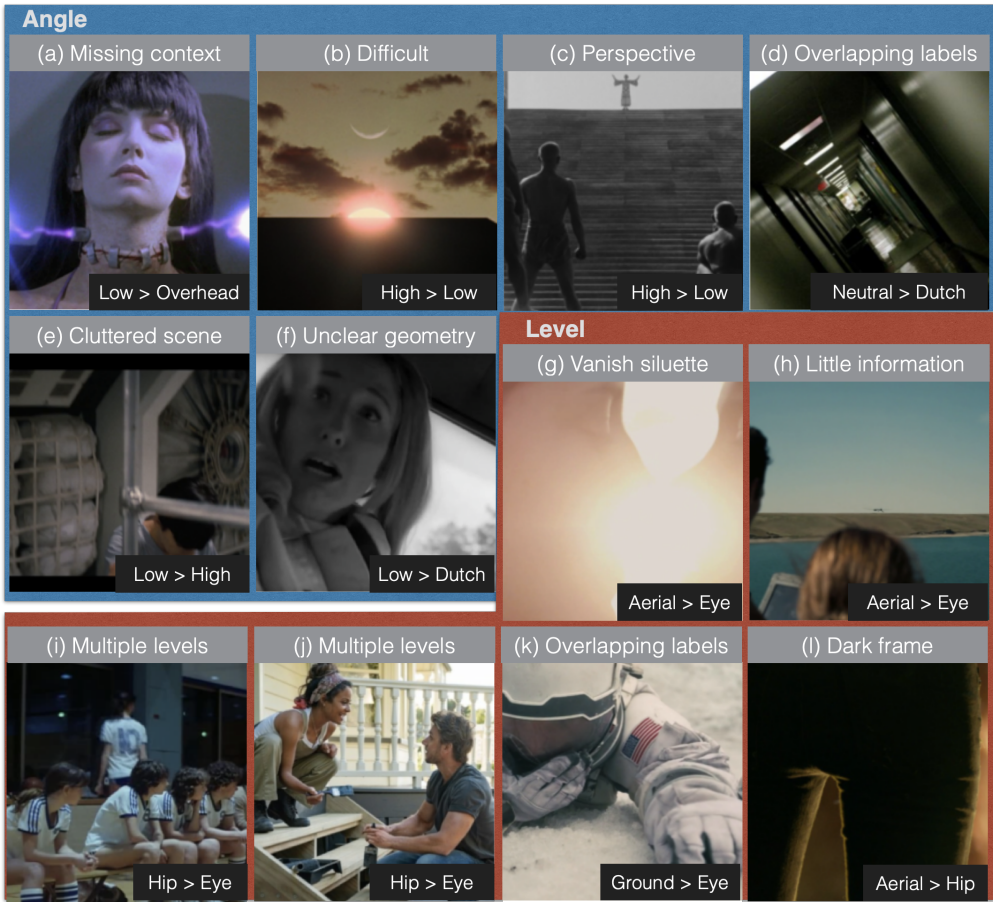 Angle
(a) Missing context
(b) Difficult
(c) Perspective
(d) Overlapping labels
Low > Overhead
High > Low
High > Low
Neutral > Dutch
(e) Cluttered scene
(f) Unclear geometry
Level
(g) Vanish siluette
(h) Little information
Low > High
Low > Dutch
Aerial > Eye
Aerial > Eye
(i) Multiple levels
(j) Multiple levels
(k) Overlapping labels
(l) Dark frame
Hip > Eye
Hip > Eye
Ground > Eye
Aerial > Hip